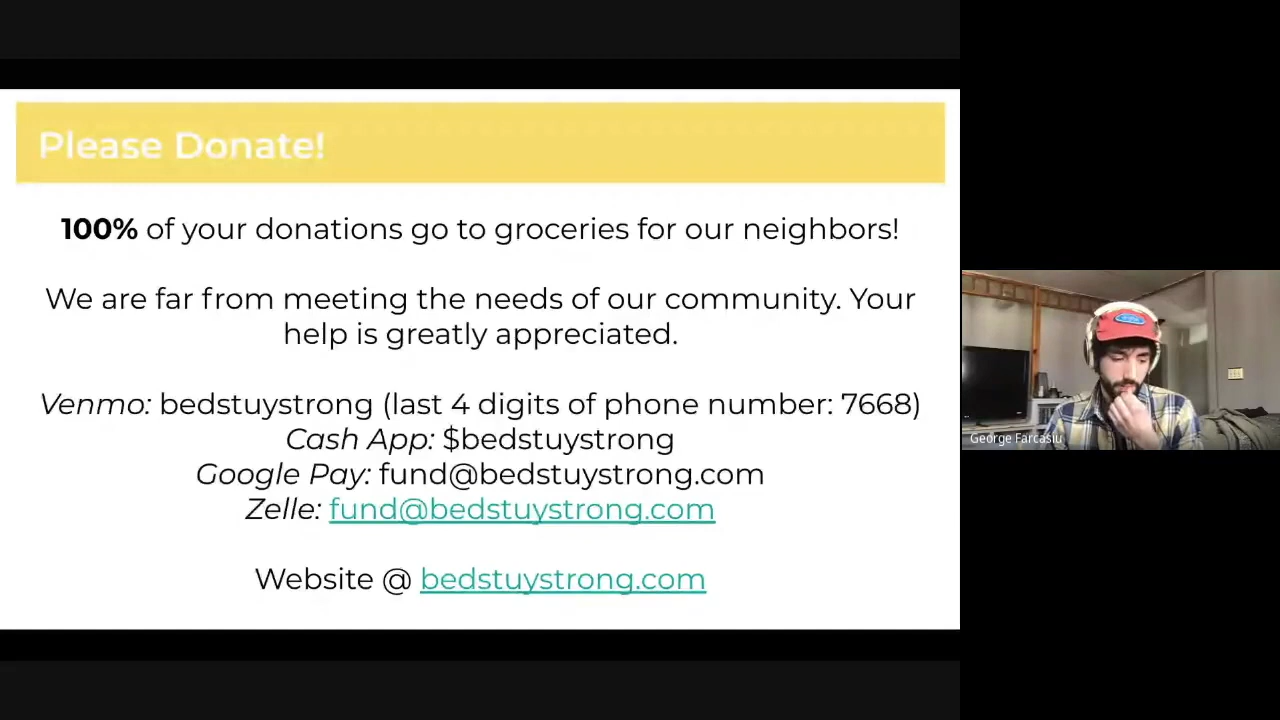 Please Donate!
100% of your donations go to groceries for our neighbors!
We are far from meeting the needs of our community. Your
help is greatly appreciated.
Venmo: bedstuystrong (last 4 digits of phone number: 7668)
Cash App: $bedstuystrong
Google Pay: fund@bedstuystrong.com
Zelle: fund@bedstuystrong.com
Website @ bedstuystrong.com
George Farcasiu